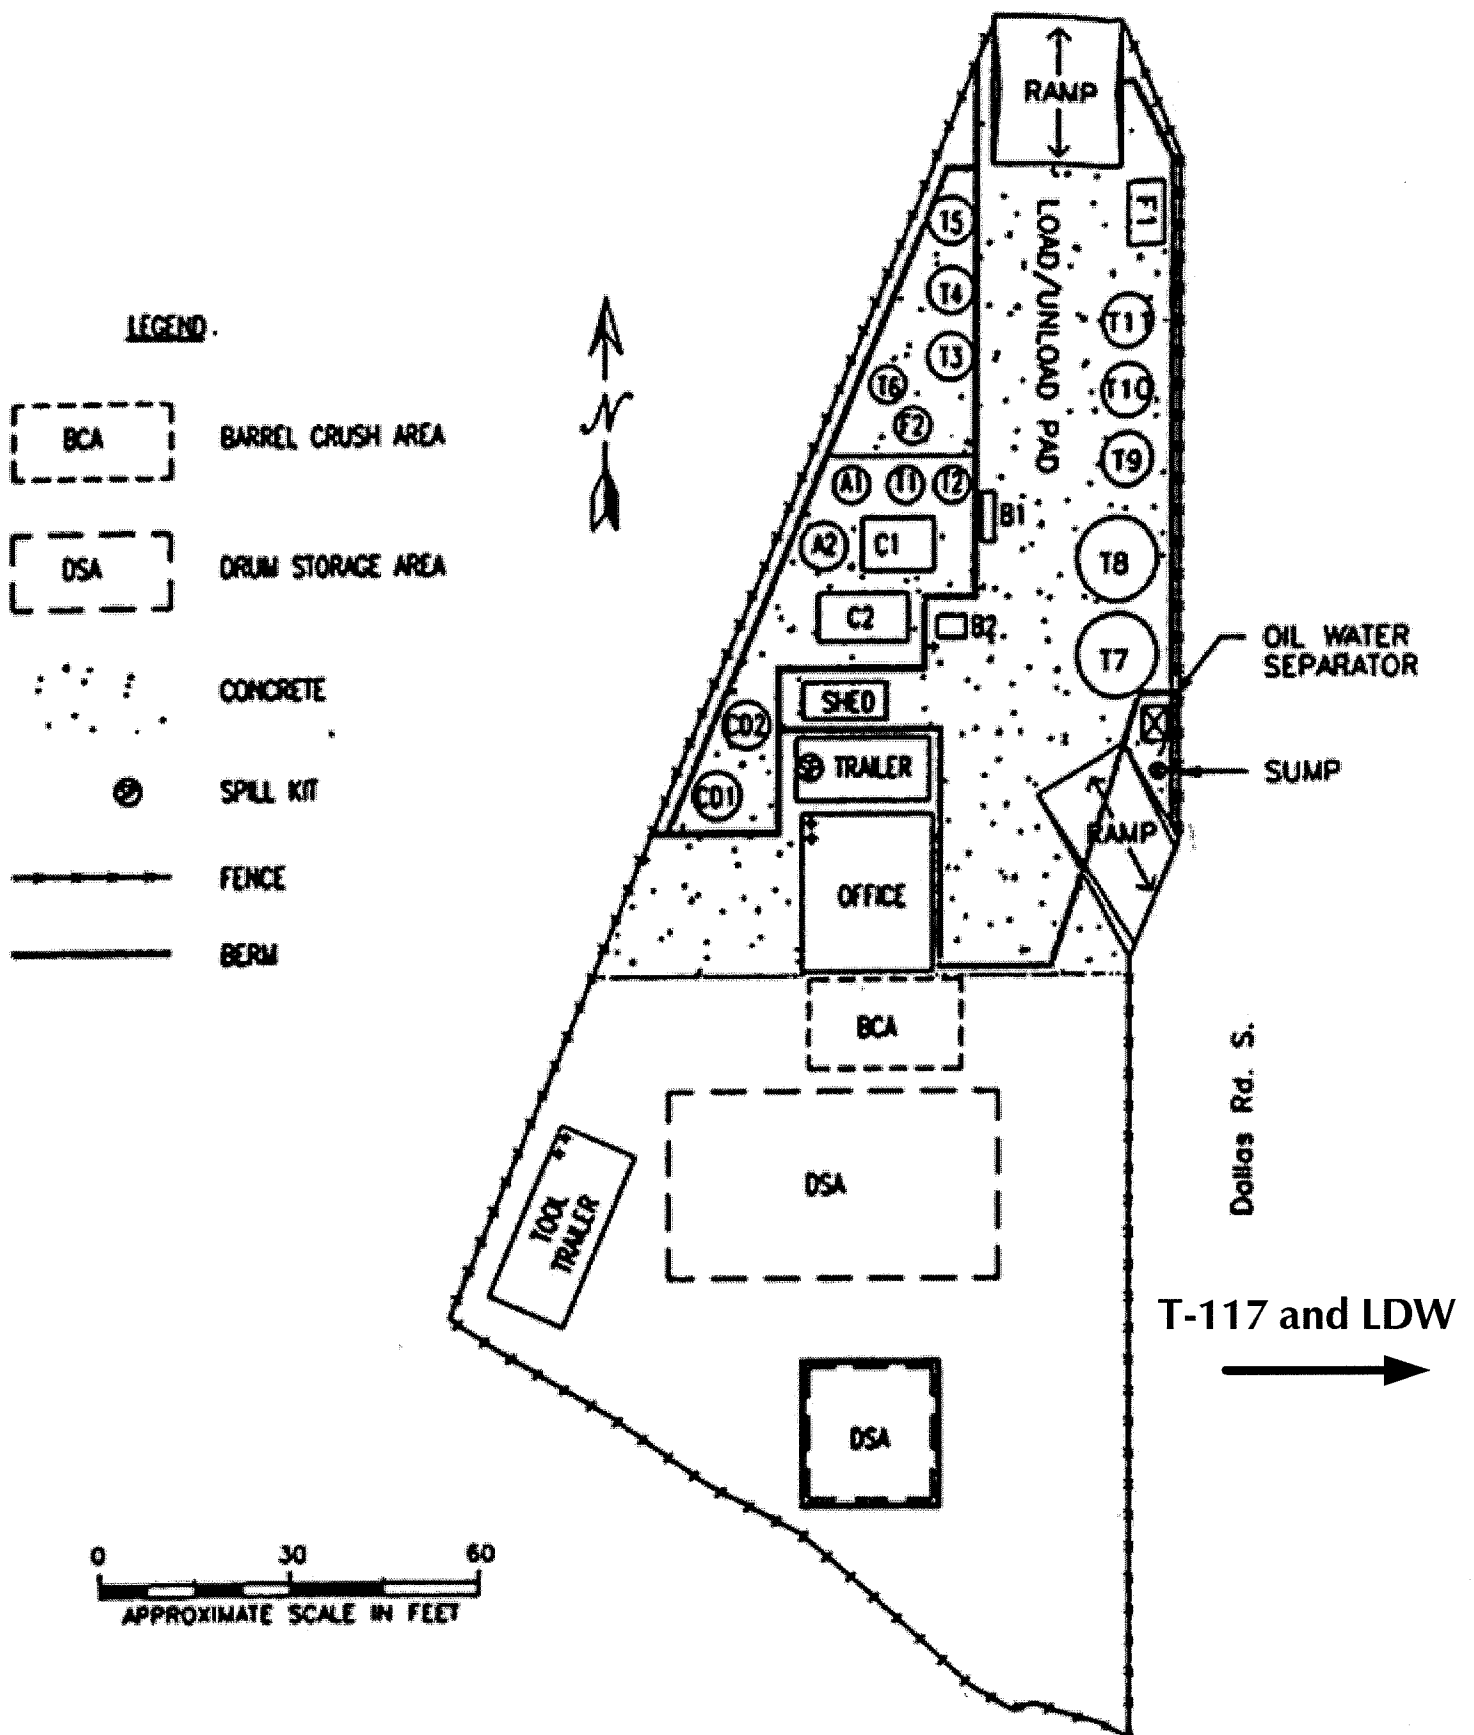 RAMP
T5
F1
LOAD/UNLOAD PAD
T4
T11
T3
T6
T10
F2
T9
A1
T1
T2
B1
A2
C1
T8
C2
B2
T7
OIL WATER
SEPARATOR
SHED
CD2
TRAILER
SUMP
CD1
RAMP
OFFICE
BCA
Dallas Rd. S.
DSA
TOOL
TRAILER
T-117 and LDW
DSA
LEGEND.
BCA
BARREL CRUSH AREA
DSA
DRUM STORAGE AREA
CONCRETE
SPILL KIT
FENCE
BERM
N
0 30 60
APPROXIMATE SCALE IN FEET